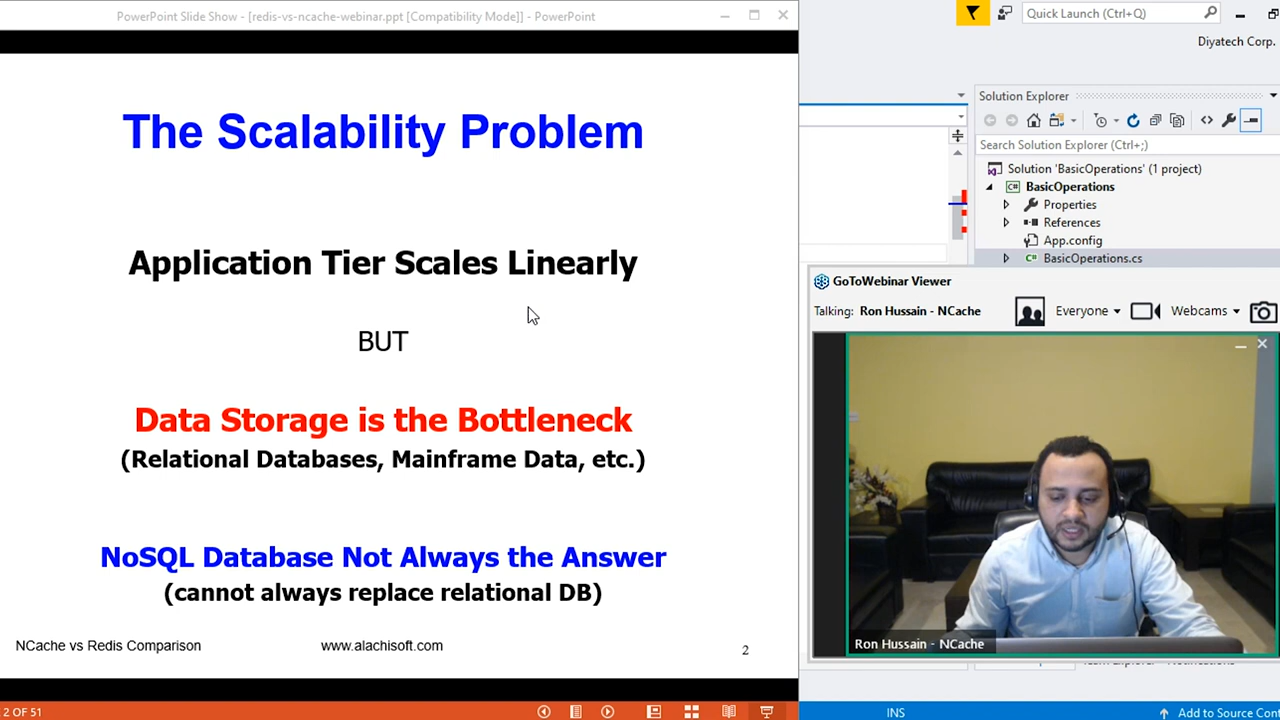 PowerPoint Slide Show - [redis-vs-ncache-webinar.ppt [Compatibility Mode]] - PowerPoint
The Scalability Problem
Application Tier Scales Linearly
BUT
Data Storage is the Bottleneck
(Relational Databases, Mainframe Data, etc.)
NoSQL Database Not Always the Answer
(cannot always replace relational DB)
NCache vs Redis Comparison
www.alachisoft.com
2
2 OF 51
Quick Launch (Ctrl+Q)
Diyatech Corp.
Solution Explorer
Search Solution Explorer (Ctrl+;)
Solution 'BasicOperations' (1 project)
C# BasicOperations
Properties
References
App.config
C# BasicOperations.cs
GoToWebinar Viewer
Talking: Ron Hussain - NCache
Everyone
Webcams
Ron Hussain - NCache
INS
Add to Source Cont